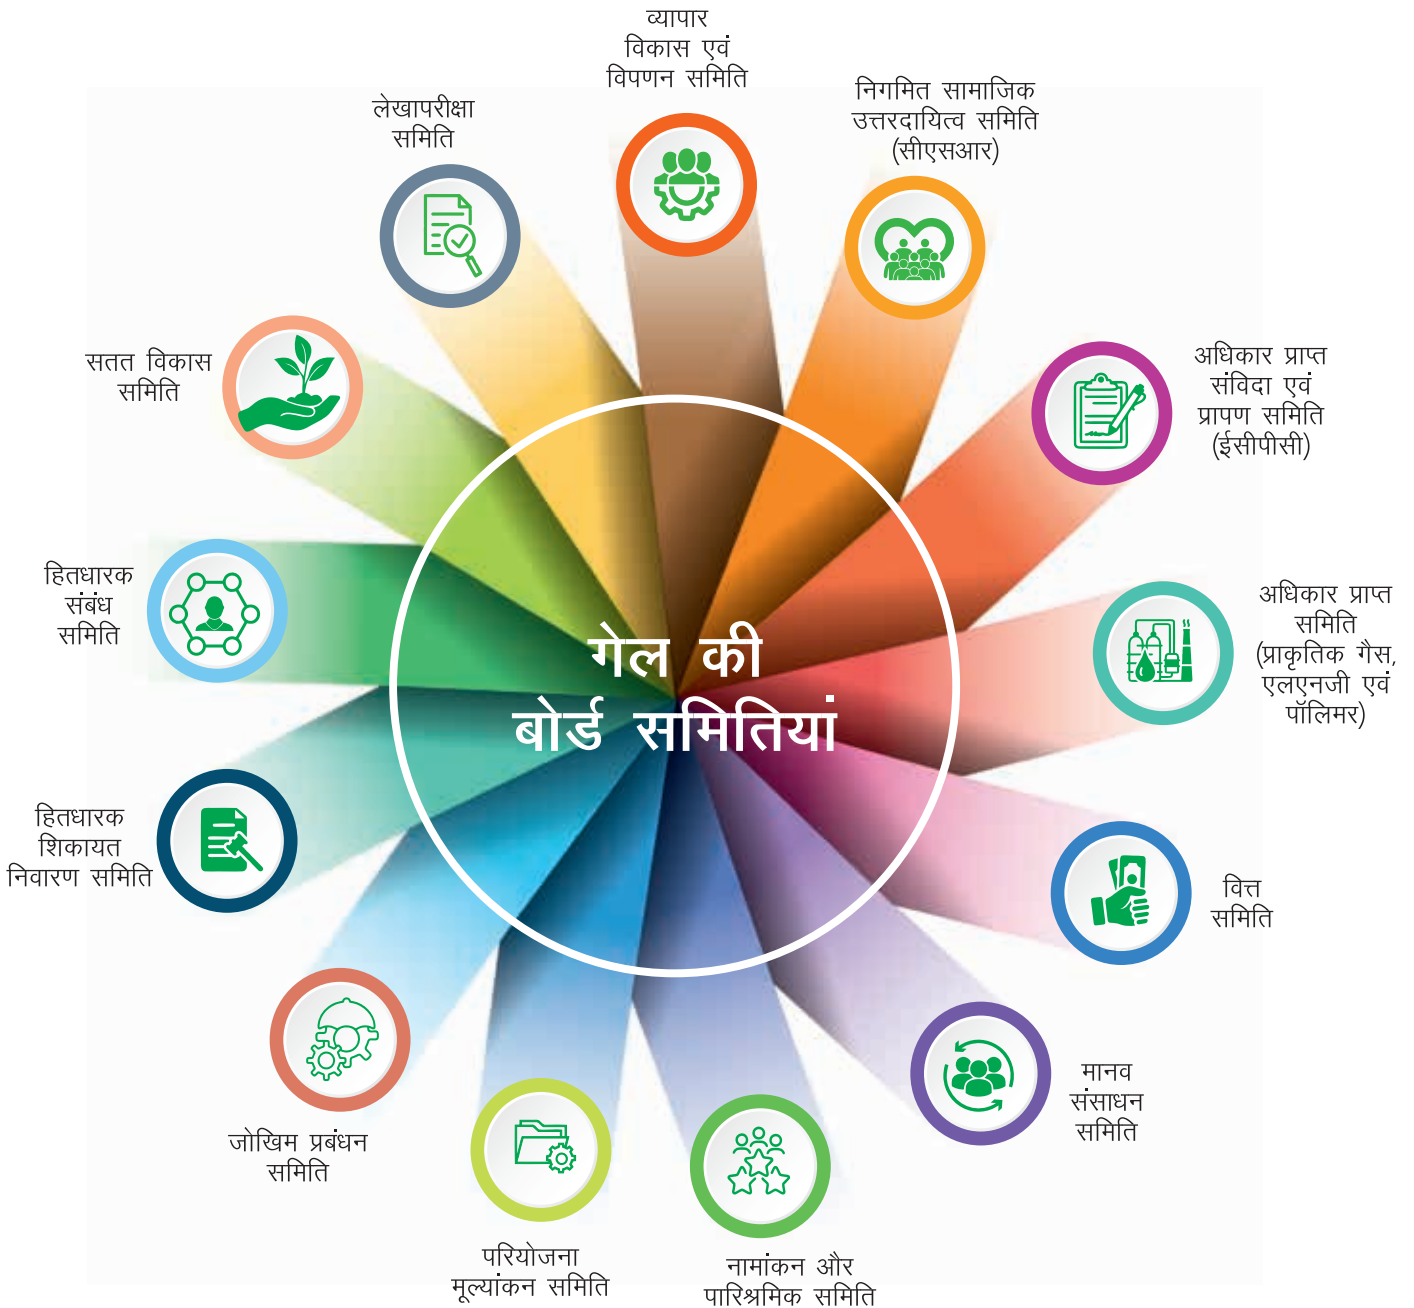 व्यापार
विकास एवं
विपणन समिति
निगमित सामाजिक
उत्तरदायित्व समिति
(सीएसआर)
अधिकार प्राप्त
संविदा एवं
प्रापण समिति
(ईसीपीसी)
अधिकार प्राप्त
समिति
(प्राकृतिक गैस,
एलएनजी एवं
पॉलिमर)
वित्त
समिति
मानव
संसाधन
समिति
नामांकन और
पारिश्रमिक समिति
परियोजना
मूल्यांकन समिति
जोखिम प्रबंधन
समिति
हितधारक
शिकायत
निवारण समिति
हितधारक
संबंध
समिति
सतत विकास
समिति
लेखापरीक्षा
समिति
गेल की
बोर्ड समितियां